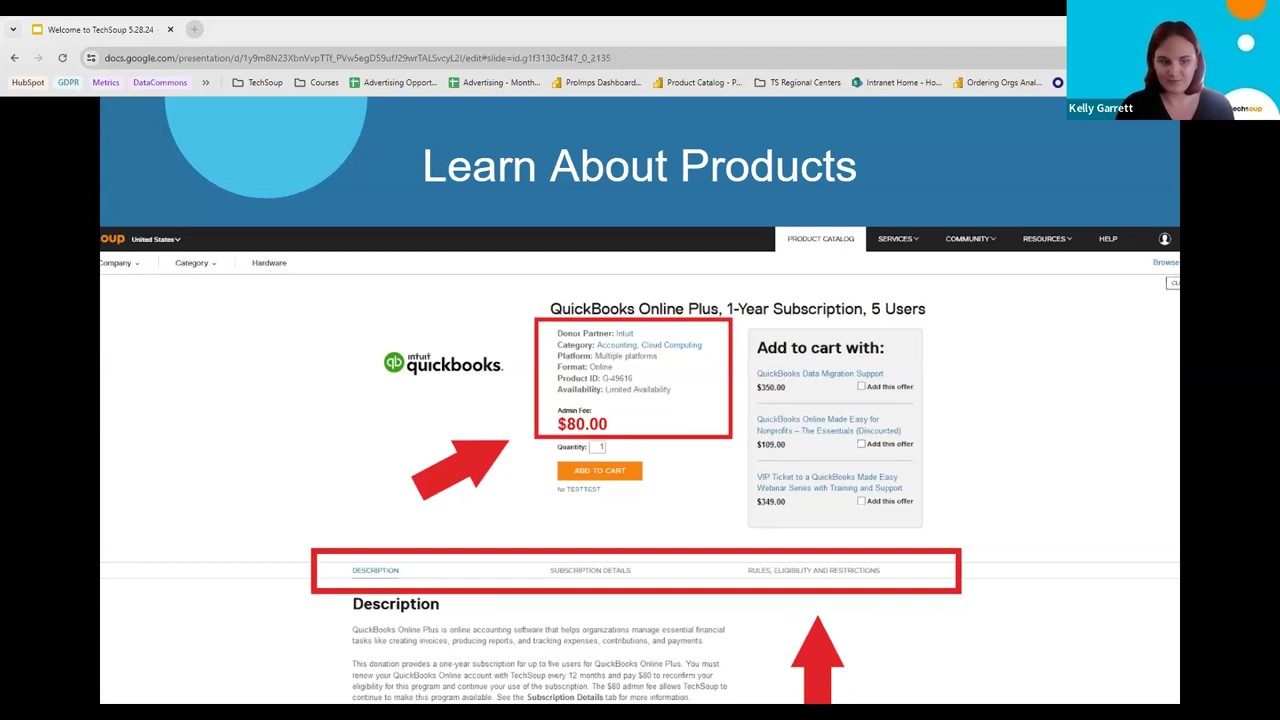 Welcome to TechSoup 5.28.24
docs.google.com/presentation/d/1y9m8N23XbnVvpTTf_PVw5egD59ufJ29wrTALSvcyL2I/edit#slide=id.g1f3130c3f47_0_2135
HubSpot GDPR Metrics DataCommons TechSoup Courses Advertising Opport... Advertising - Month... ProImps Dashboard... Product Catalog - P... TS Regional Centers Intranet Home - Ho... Ordering Orgs Anal...
Kelly Garrett
techsoup
Learn About Products
oup United States PRODUCT CATALOG SERVICES COMMUNITY RESOURCES HELP
Company Category Hardware Browse
QuickBooks Online Plus, 1-Year Subscription, 5 Users
intuit
quickbooks.
Donor Partner: Intuit
Category: Accounting, Cloud Computing
Platform: Multiple platforms
Format: Online
Product ID: G-49616
Availability: Limited Availability
Admin Fee:
$80.00
Quantity: 1
ADD TO CART
for TESTTEST
Add to cart with:
QuickBooks Data Migration Support
$350.00 Add this offer
QuickBooks Online Made Easy for
Nonprofits – The Essentials (Discounted)
$109.00 Add this offer
VIP Ticket to a QuickBooks Made Easy
Webinar Series with Training and Support
$349.00 Add this offer
DESCRIPTION SUBSCRIPTION DETAILS RULES, ELIGIBILITY AND RESTRICTIONS
Description
QuickBooks Online Plus is online accounting software that helps organizations manage essential financial
tasks like creating invoices, producing reports, and tracking expenses, contributions, and payments.
This donation provides a one-year subscription for up to five users for QuickBooks Online Plus. You must
renew your QuickBooks Online account with TechSoup every 12 months and pay $80 to reconfirm your
eligibility for this program and continue your use of the subscription. The $80 admin fee allows TechSoup to
continue to make this program available. See the Subscription Details tab for more information.